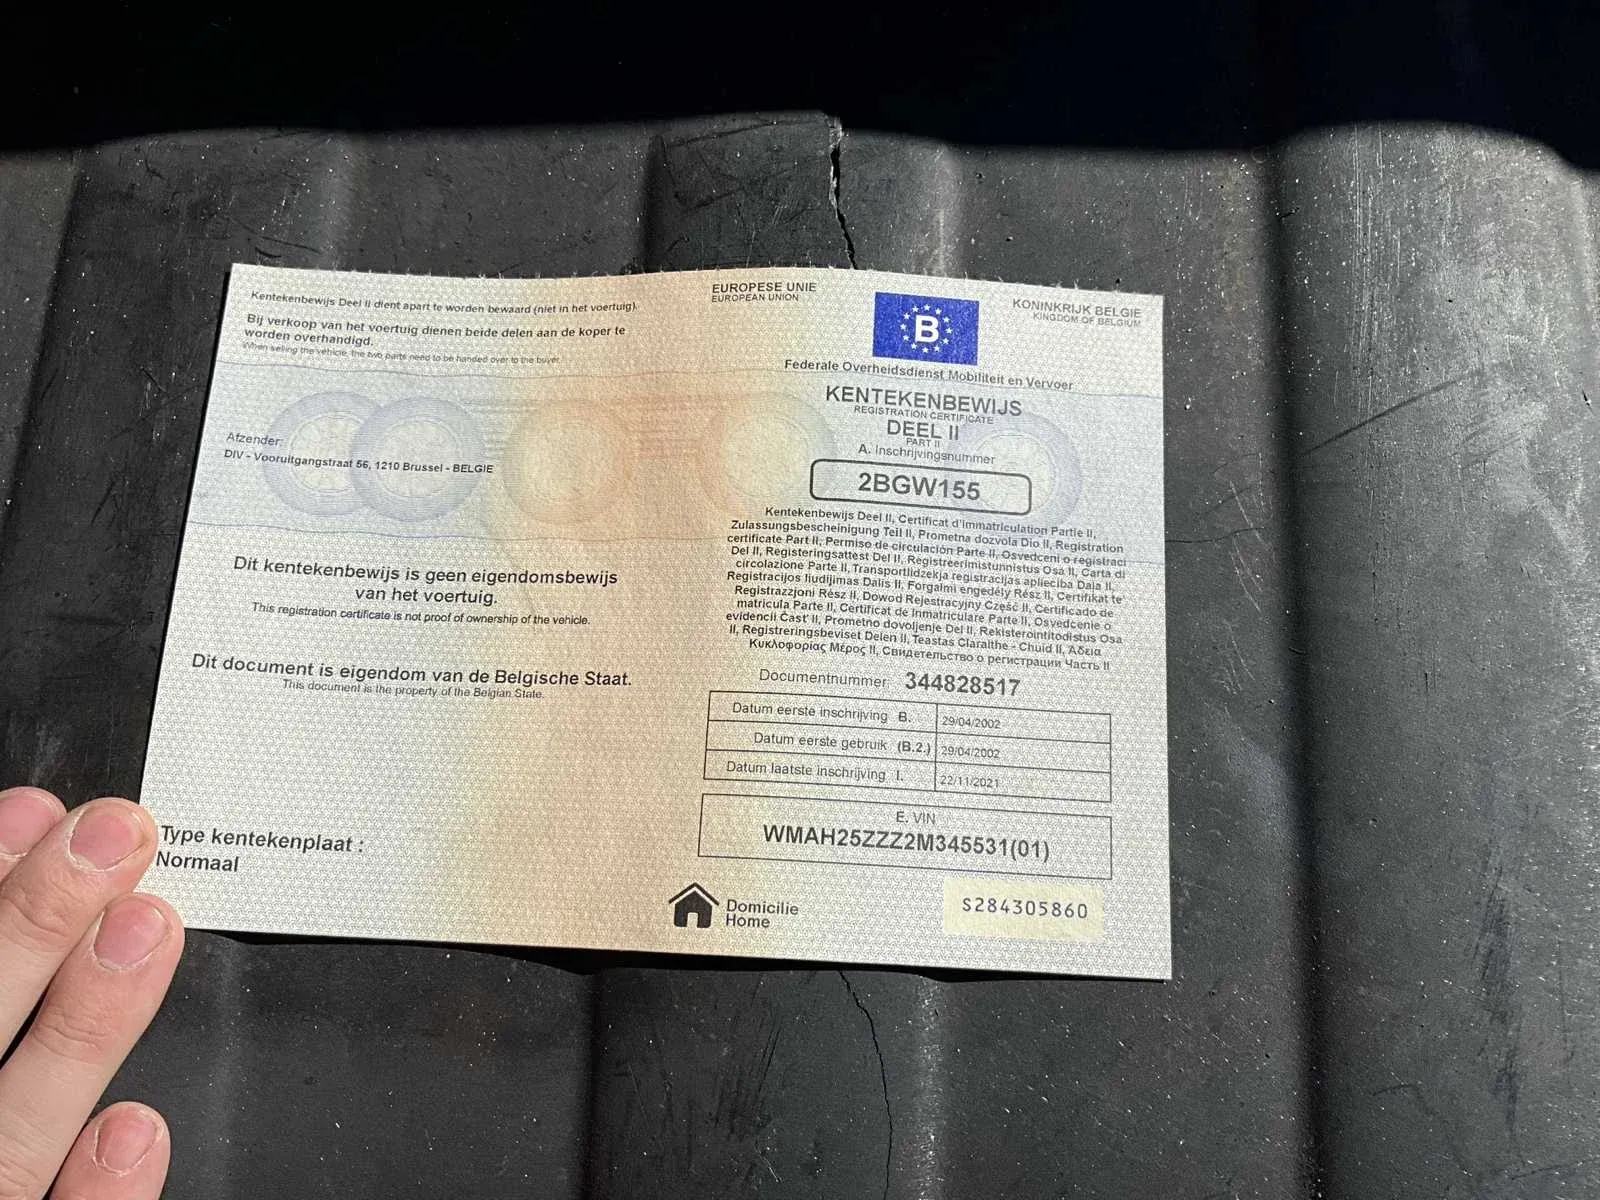 Kentekenbewijs Deel II dient apart te worden bewaard (niet in het voertuig).
Bij verkoop van het voertuig dienen beide delen aan de koper te
worden overhandigd.
When selling the vehicle, the two parts need to be handed over to the buyer.
Afzender:
DIV - Vooruitgangstraat 56, 1210 Brussel - BELGIE
Dit kentekenbewijs is geen eigendomsbewijs
van het voertuig.
This registration certificate is not proof of ownership of the vehicle.
Dit document is eigendom van de Belgische Staat.
This document is the property of the Belgian State.
Type kentekenplaat :
Normaal
EUROPESE UNIE
EUROPEAN UNION
B
KONINKRIJK BELGIE
KINGDOM OF BELGIUM
Federale Overheidsdienst Mobiliteit en Vervoer
KENTEKENBEWIJS
REGISTRATION CERTIFICATE
DEEL II
PART II
A. Inschrijvingsnummer
2BGW155
Kentekenbewijs Deel II, Certificat d'immatriculation Partie II,
Zulassungsbescheinigung Teil II, Prometna dozvola Dio II, Registration
certificate Part II, Permiso de circulación Parte II, Osvedceni o registraci
Del II, Registeringsattest Del II, Registreerimistunnistus Osa II, Carta di
circolazione Parte II, Transportlidzekja registracijas aplieciba Daja II,
Registracijos liudijimas Dalis II, Forgalmi engedély Rész II, Certifikat te
Registrazzjoni Rész II, Dowod Rejestracyjny Część II, Certificado de
matricula Parte II, Certificat de Inmatriculare Parte II, Osvedcenie o
evidencii Časť II, Prometno dovoljenje Del II, Rekisterointitodistus Osa
II, Registreringsbeviset Delen II, Teastas Claraithe - Chuid II, Άδεια
Κυκλοφορίας Μέρος II, Свидетельство о регистрации Часть II
Documentnummer: 344828517
Datum eerste inschrijving B. 29/04/2002
Datum eerste gebruik (B.2.) 29/04/2002
Datum laatste inschrijving I. 22/11/2021
E. VIN
WMAH25ZZZ2M345531(01)
Domicilie
Home
S284305860